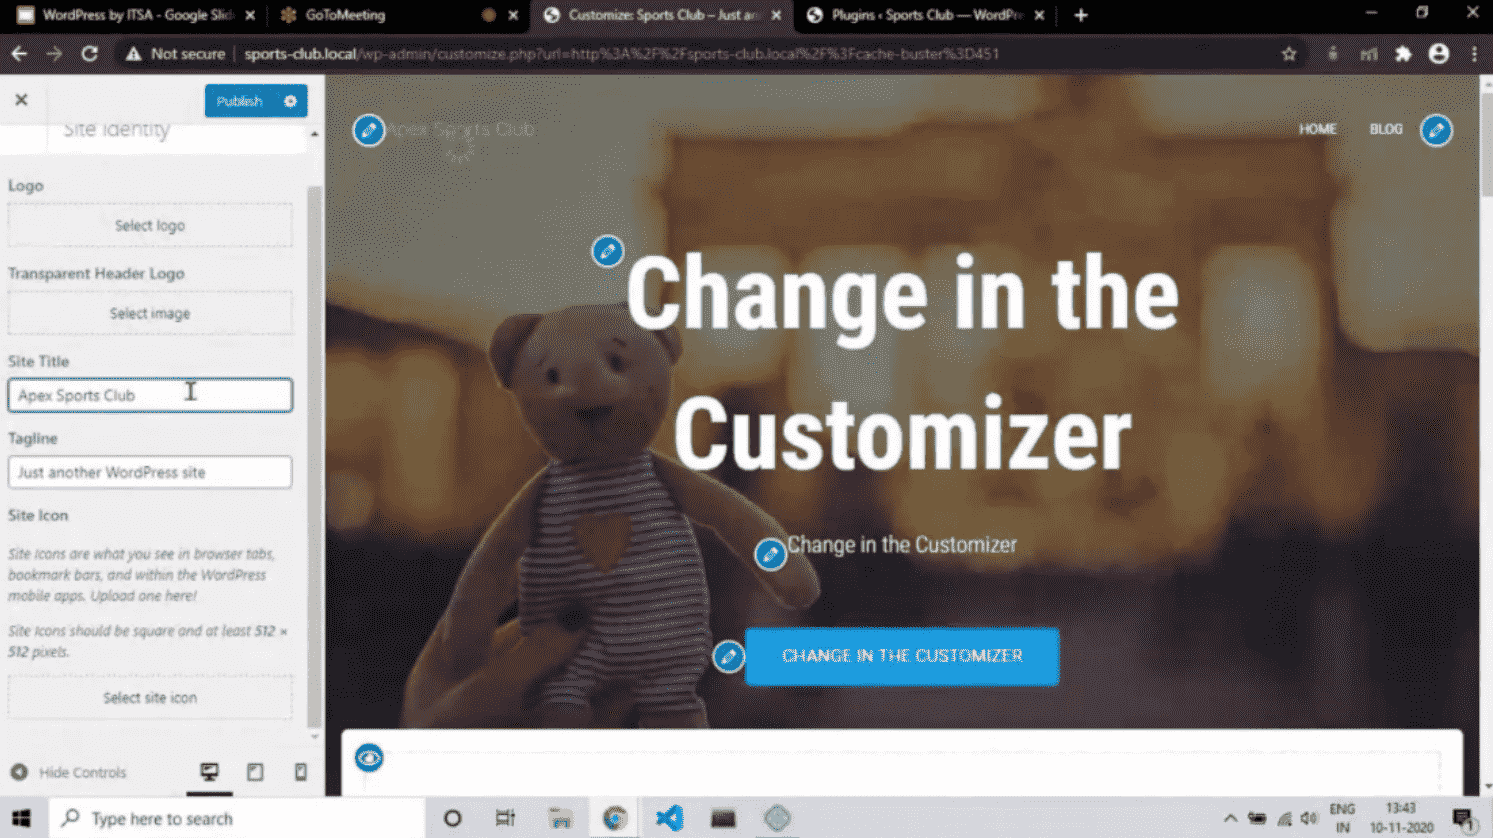 WordPress by ITSA - Google Slid
GoToMeeting
Customize: Sports Club – Just an
Plugins ‹ Sports Club — WordPre
Not secure
sports-club.local/wp-admin/customize.php?url=http%3A%2F%2Fsports-club.local%2F%3Fcache-buster%3D451
Publish
Site Identity
Logo
Select logo
Transparent Header Logo
Select image
Site Title
Apex Sports Club
Tagline
Just another WordPress site
Site Icon
Site Icons are what you see in browser tabs,
bookmark bars, and within the WordPress
mobile apps. Upload one here!
Site Icons should be square and at least 512 ×
512 pixels.
Select site icon
Hide Controls
Apex Sports Club
HOME
BLOG
Change in the
Customizer
Change in the Customizer
CHANGE IN THE CUSTOMIZER
Type here to search
ENG
IN
13:43
10-11-2020